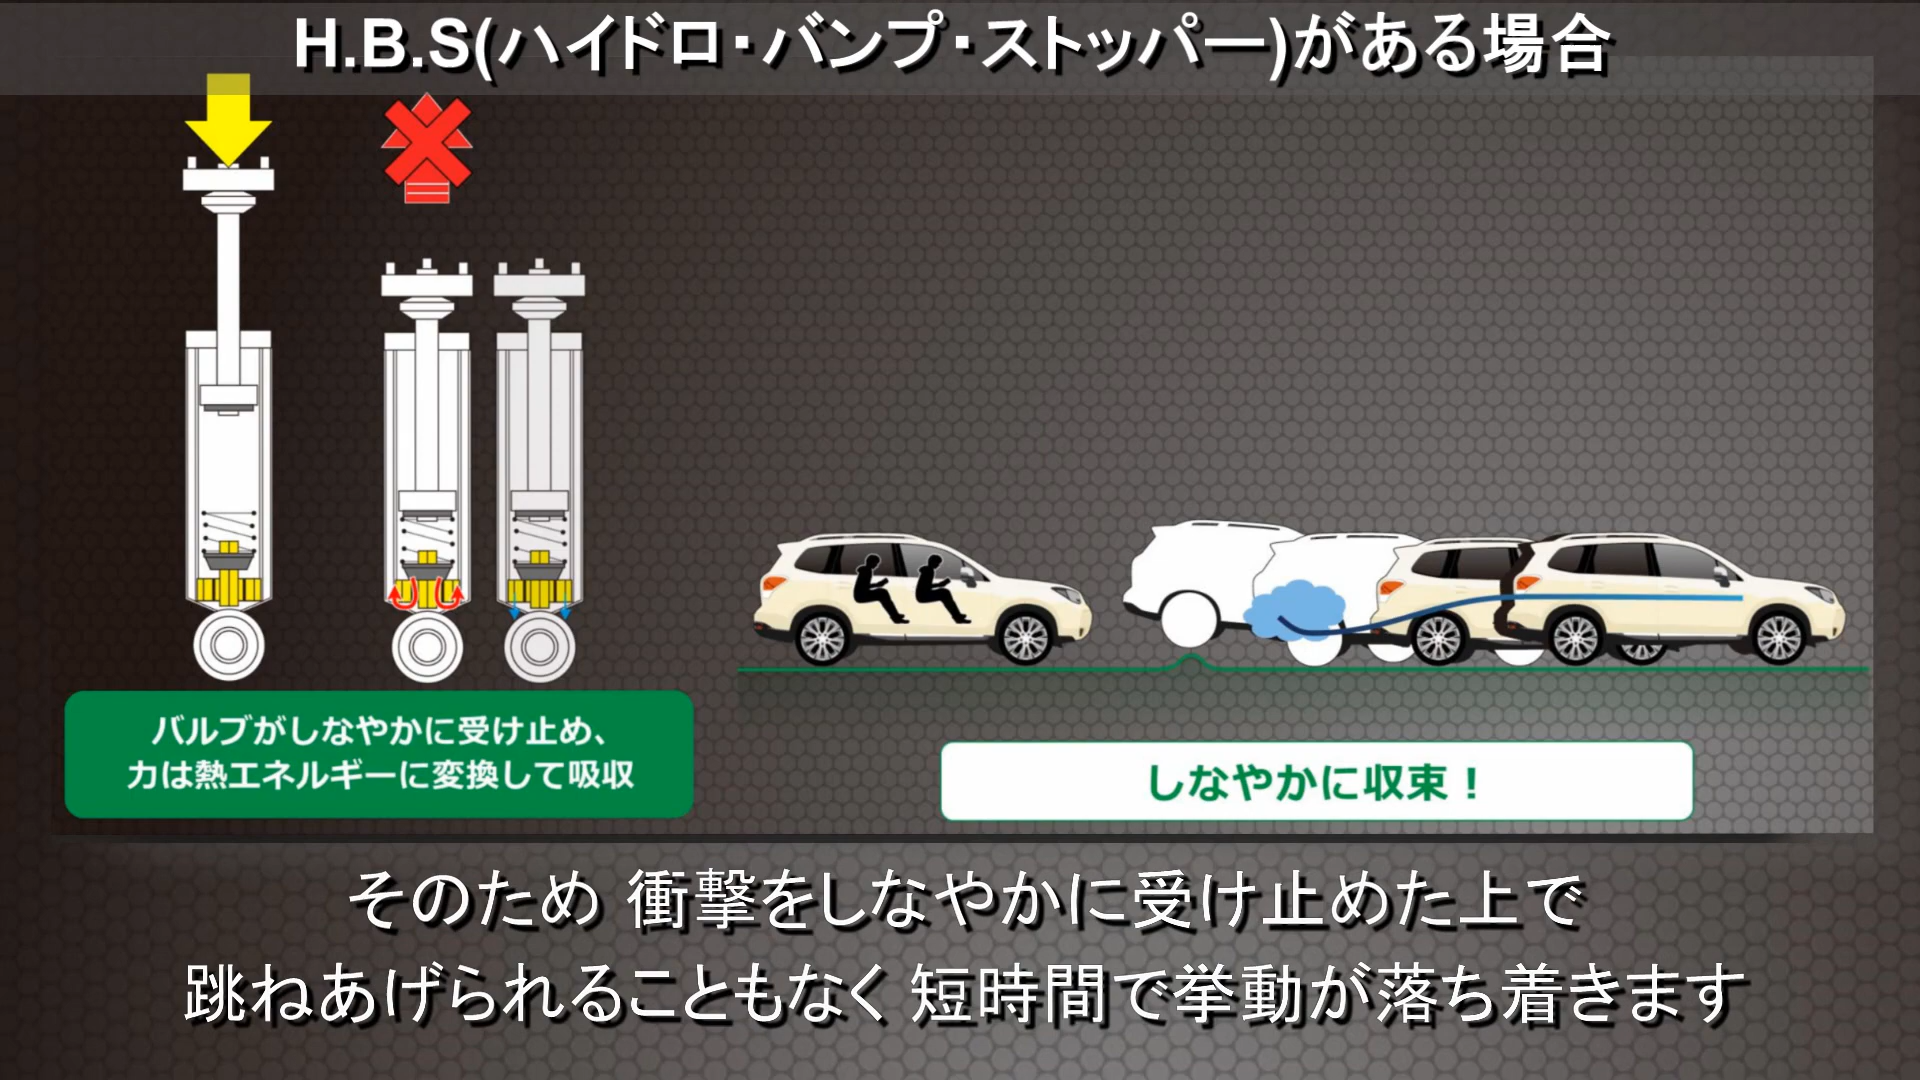 H.B.S(ハイドロ・バンプ・ストッパー)がある場合
バルブがしなやかに受け止め、
力は熱エネルギーに変換して吸収
しなやかに収束！
そのため 衝撃をしなやかに受け止めた上で
跳ねあげられることもなく 短時間で挙動が落ち着きます